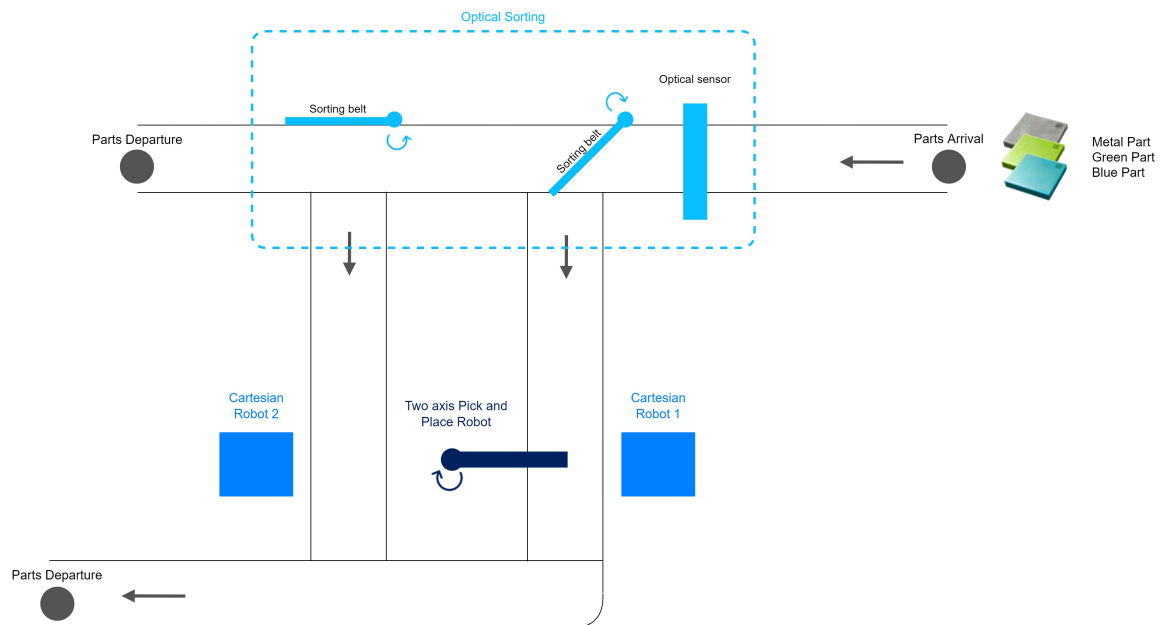 Optical Sorting
Optical sensor
Sorting belt
Sorting belt
Parts Departure
Parts Arrival
Metal Part
Green Part
Blue Part
Cartesian
Robot 2
Two axis Pick and
Place Robot
Cartesian
Robot 1
Parts Departure